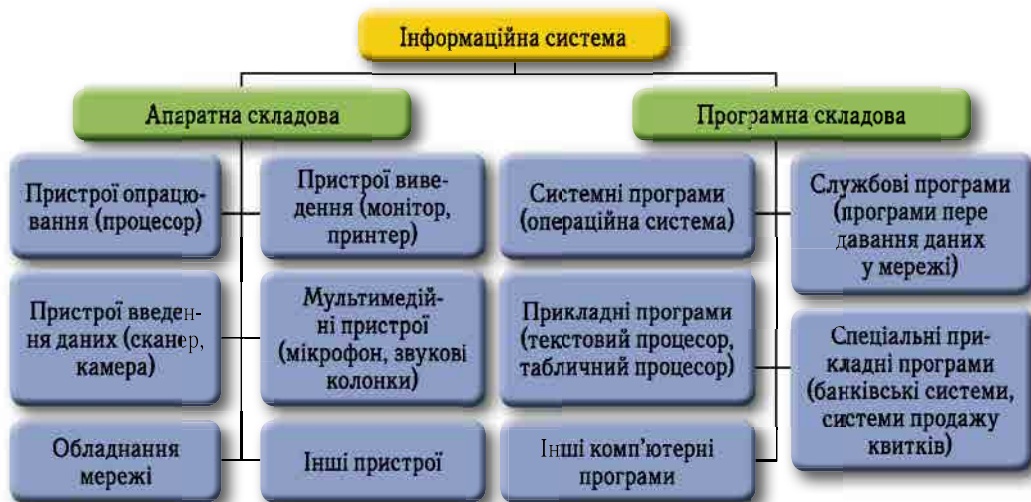 Інформаційна система
Апаратна складова
Програмна складова
Пристрої опрацю-
вання (процесор)
Пристрої виве-
дення (монітор,
принтер)
Системні програми
(операційна система)
Службові програми
(програми пере
давання даних
у мережі)
Пристрої введен-
ня даних (сканер,
камера)
Мультимедій-
ні пристрої
(мікрофон, звукові
колонки)
Прикладні програми
(текстовий процесор,
табличний процесор)
Спеціальні при-
кладні програми
(банківські системи,
системи продажу
квитків)
Обладнання
мережі
Інші пристрої
Інші комп’ютерні
програми